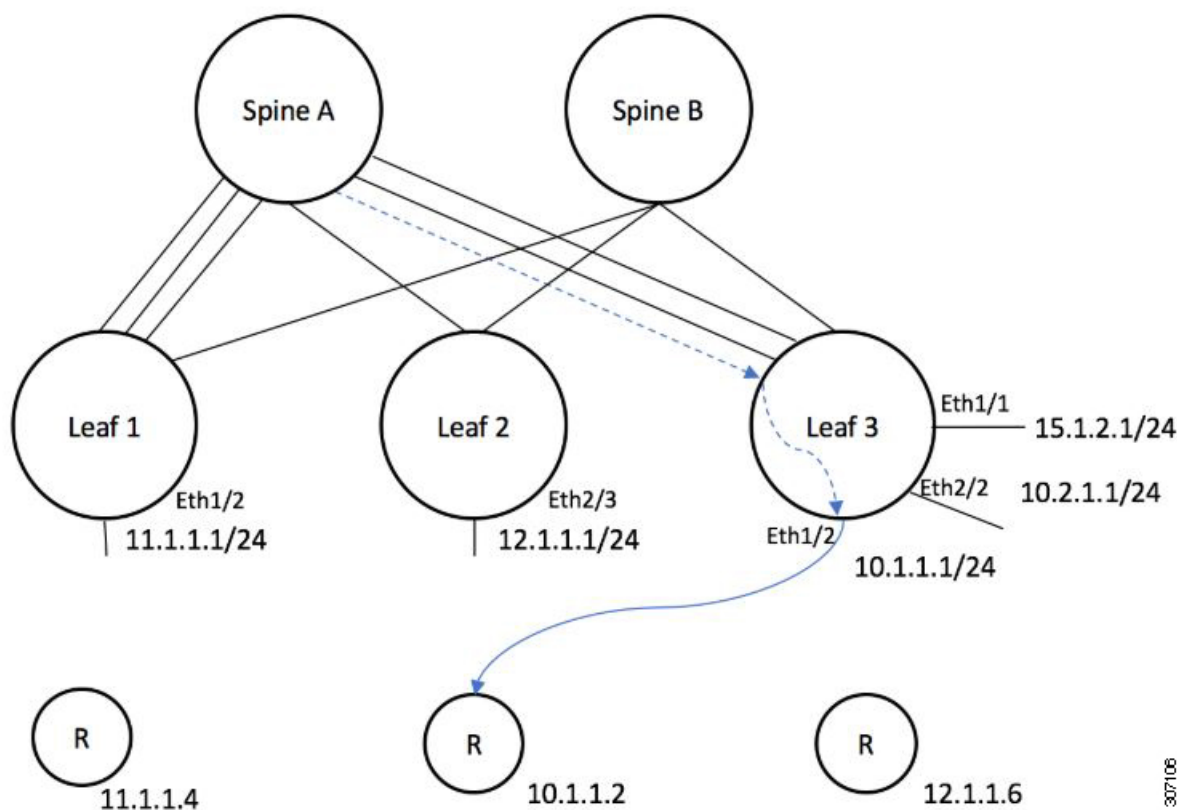 Spine A
Spine B
Leaf 1
Leaf 2
Leaf 3
Eth1/1
15.1.2.1/24
Eth1/2
Eth2/3
Eth2/2
10.2.1.1/24
11.1.1.1/24
12.1.1.1/24
Eth1/2
10.1.1.1/24
R
R
R
11.1.1.4
10.1.1.2
12.1.1.6
307106